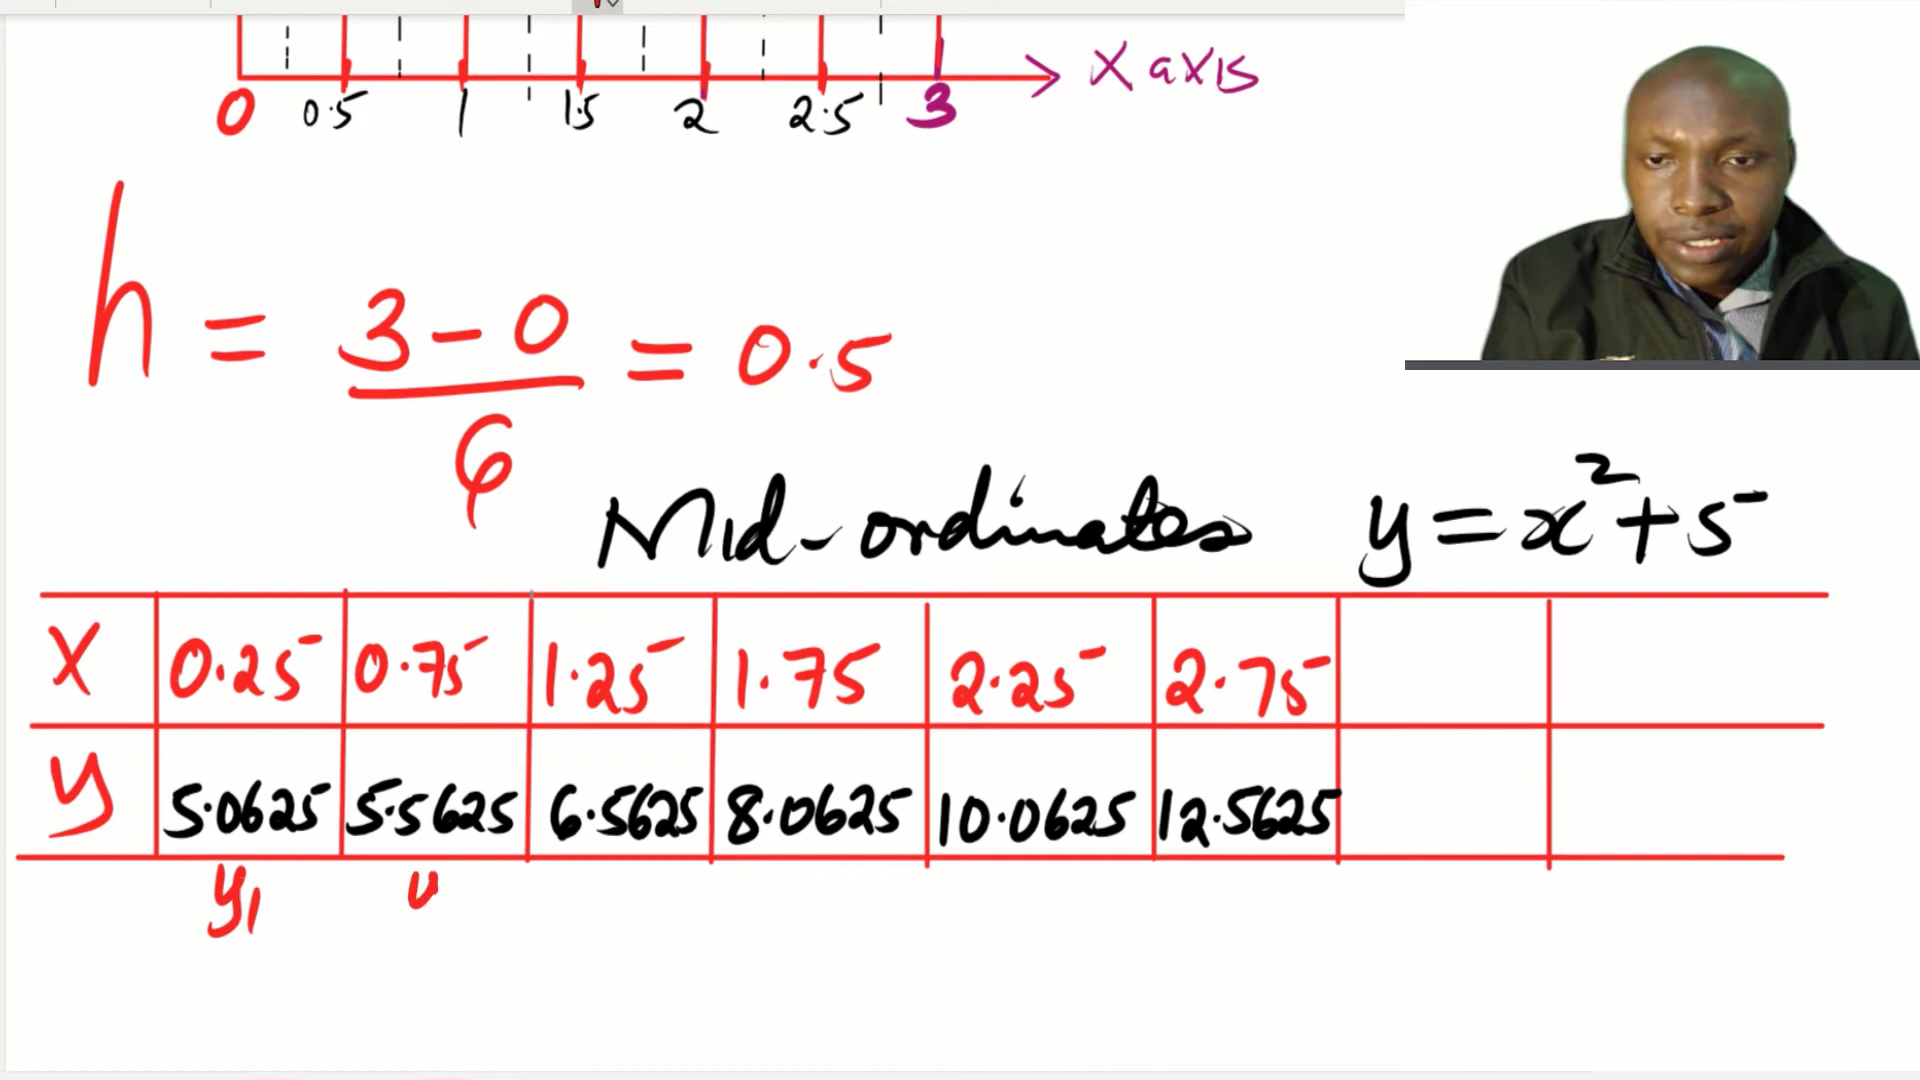 X axis
0 0.5 1 1.5 2 2.5 3
h = 3 - 0 / 6 = 0.5
Mid-ordinates y = x² + 5
X 0.25 0.75 1.25 1.75 2.25 2.75
y 5.0625 5.5625 6.5625 8.0625 10.0625 12.5625
y₁